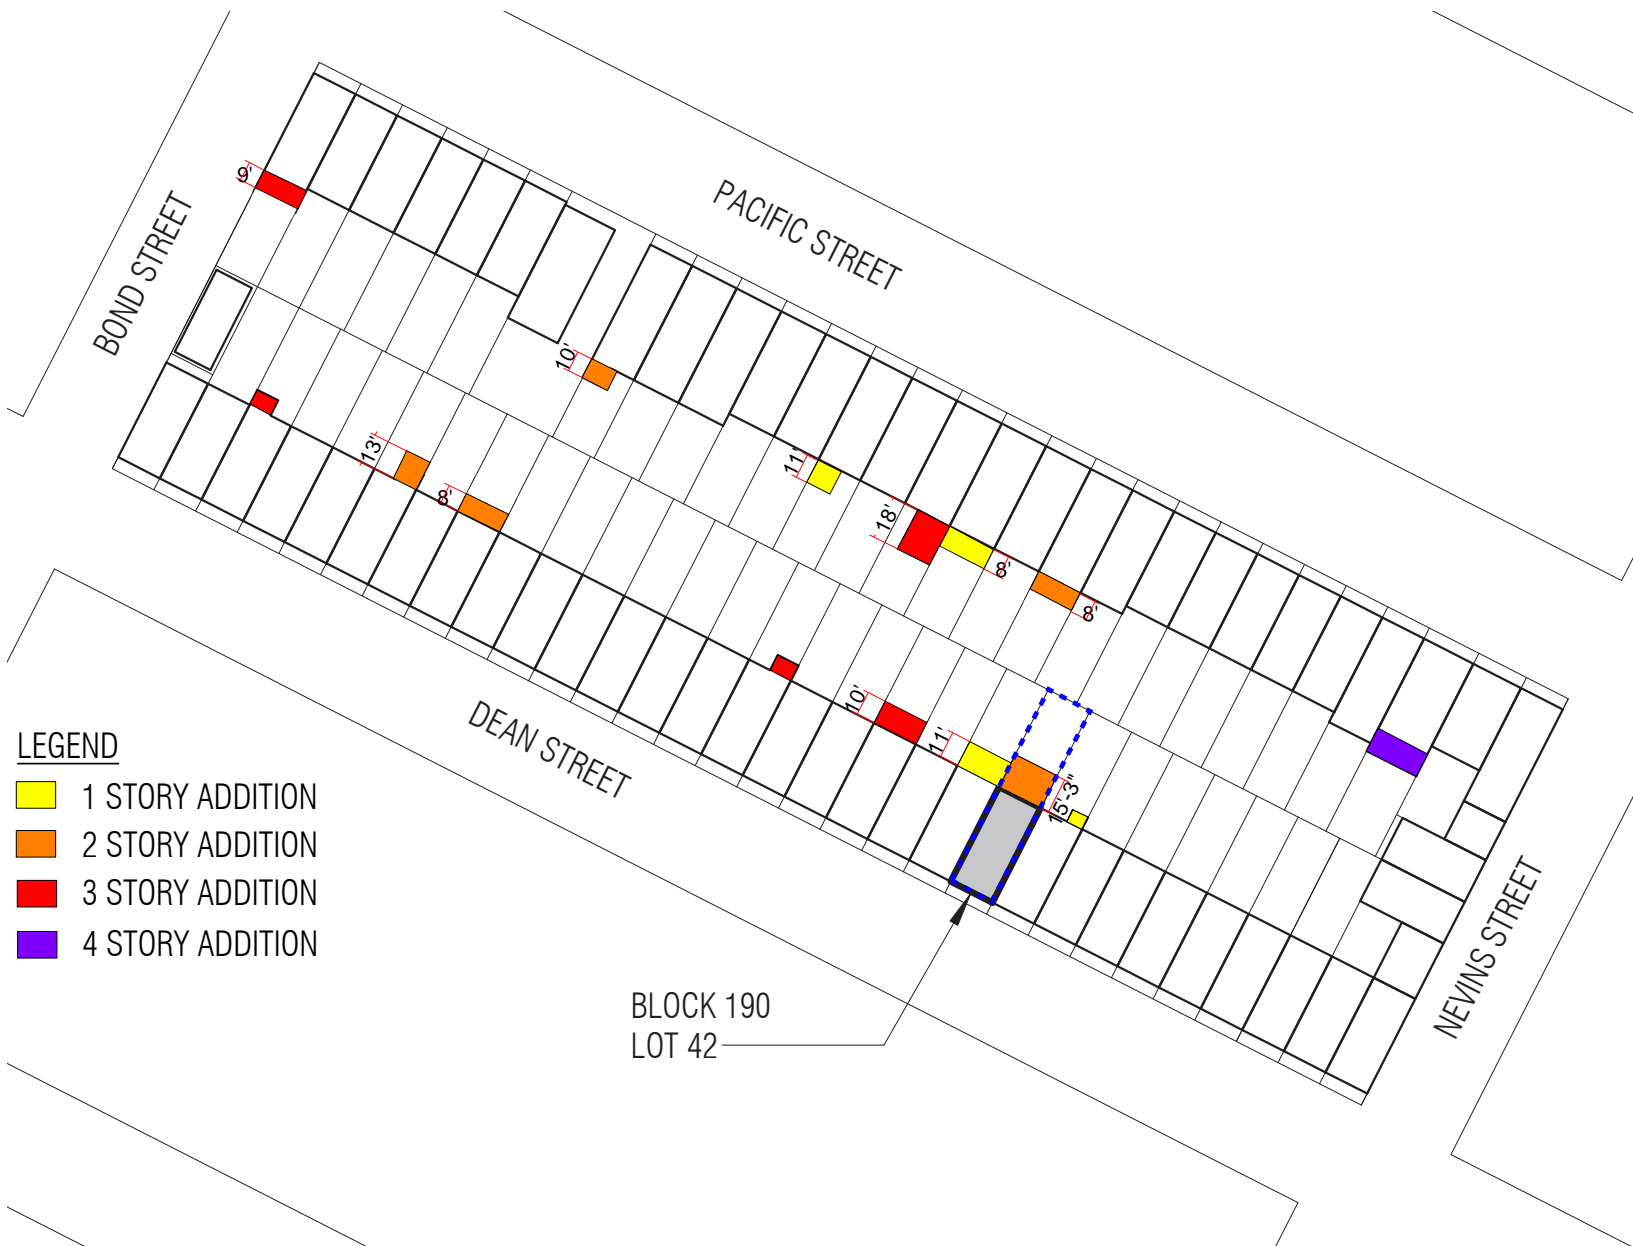 PACIFIC STREET
9'
BOND STREET
10'
13'
8'
11'
18'
8'
8'
10'
11'
15'-3"
DEAN STREET
NEVINS STREET
LEGEND
1 STORY ADDITION
2 STORY ADDITION
3 STORY ADDITION
4 STORY ADDITION
BLOCK 190
LOT 42